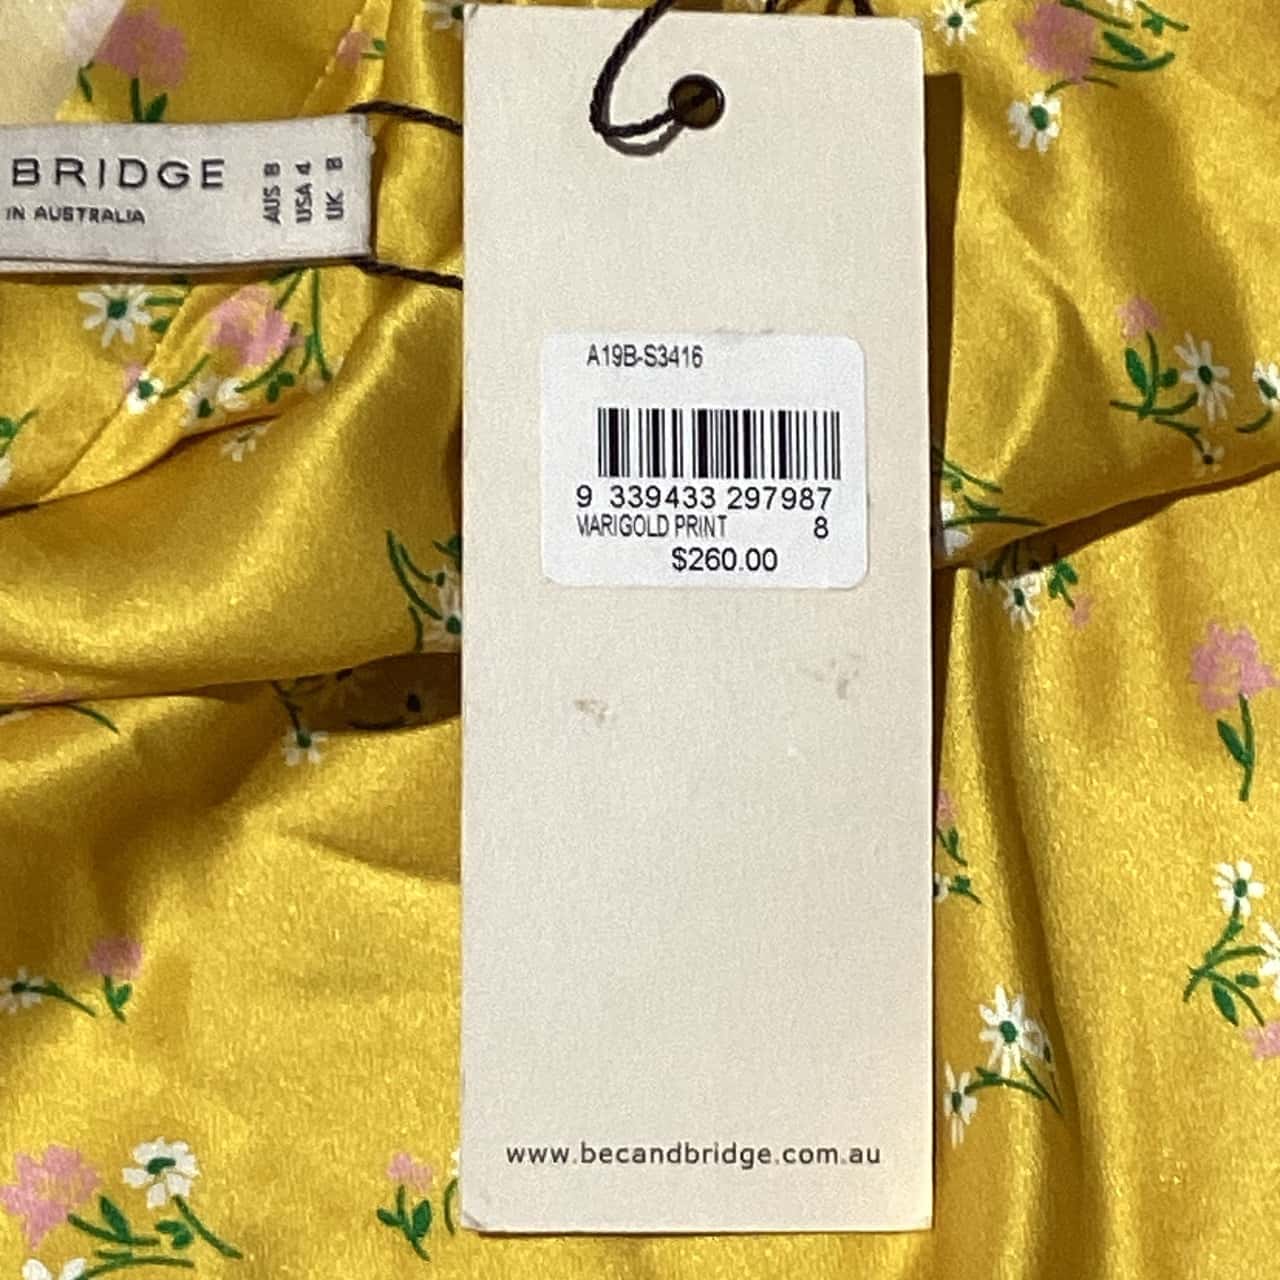 BRIDGE
IN AUSTRALIA
AUS 8
USA 4
UK 8
A19B-S3416
9 339433 297987
MARIGOLD PRINT 8
$260.00
www.becandbridge.com.au